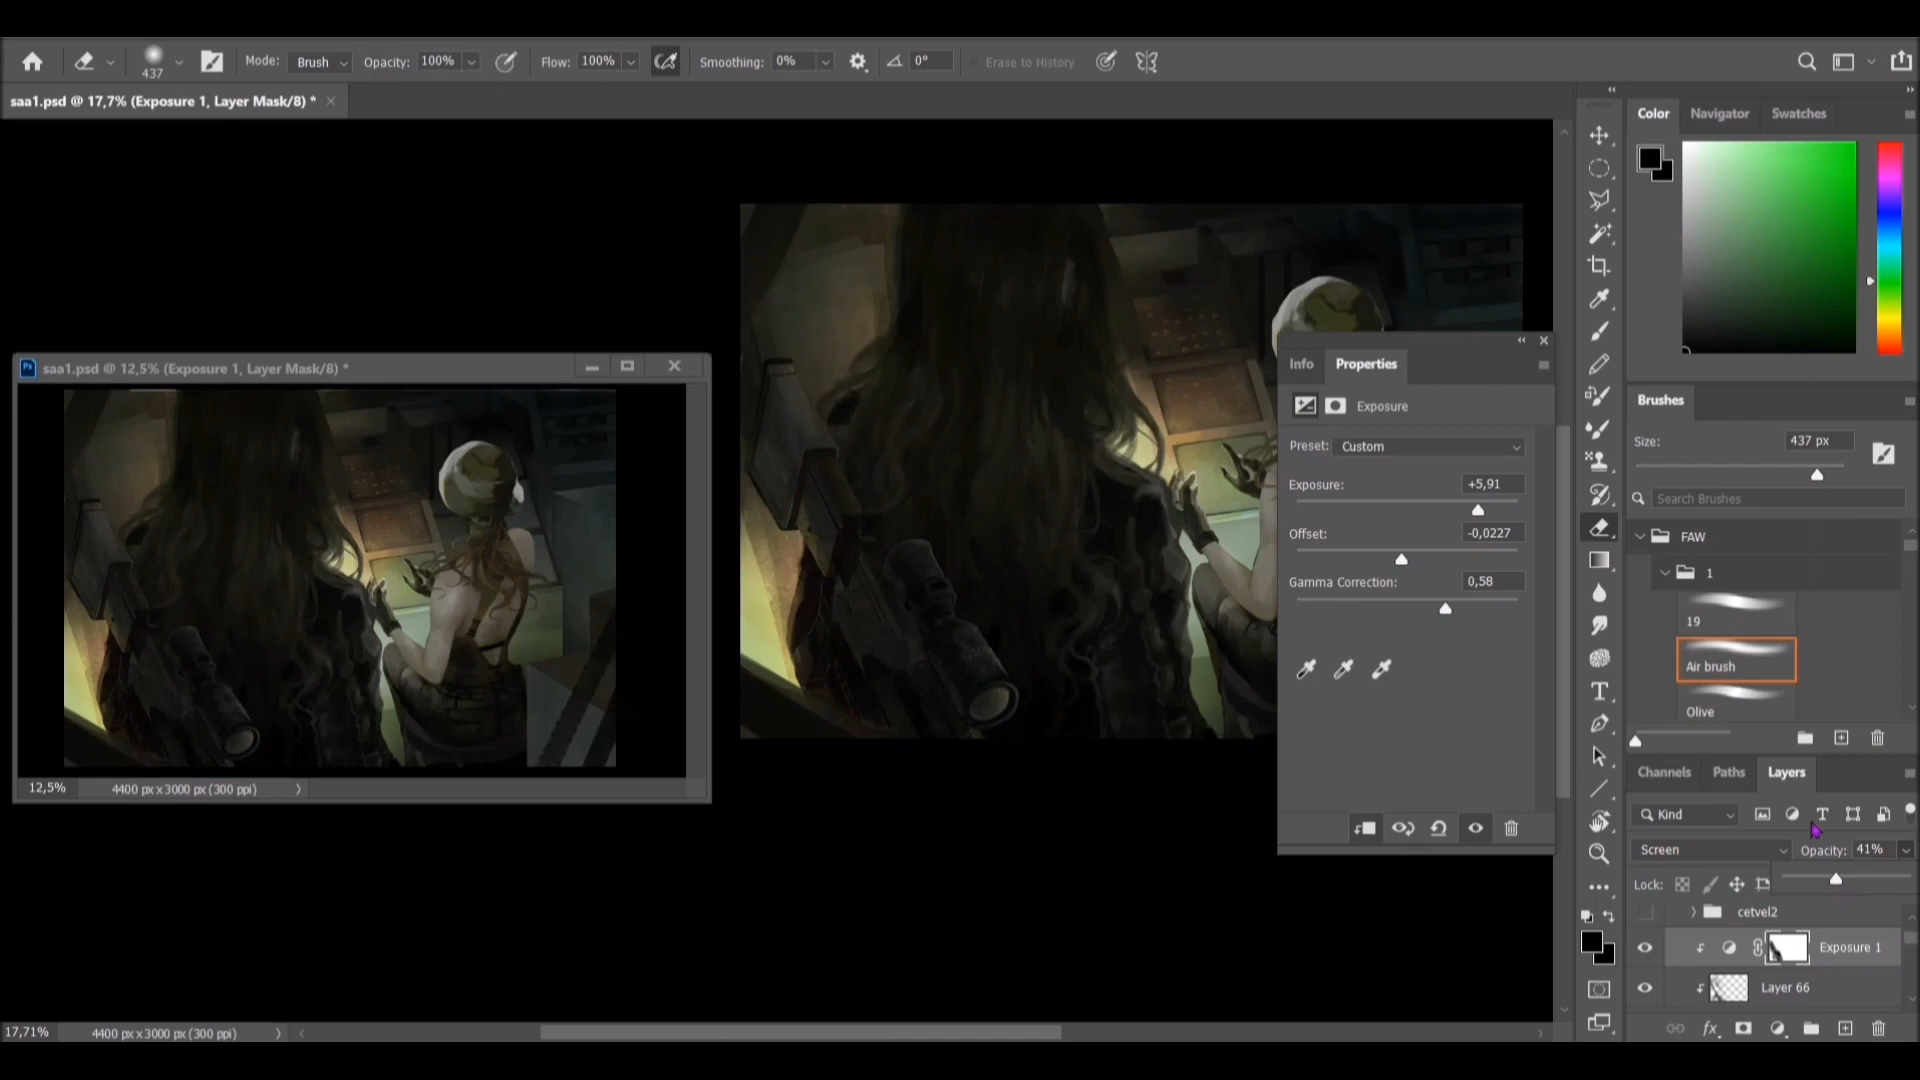 437
Mode: Brush Opacity: 100% Flow: 100% Smoothing: 0% 0° Erase to History
saa1.psd @ 17,7% (Exposure 1, Layer Mask/8) *
saa1.psd @ 12,5% (Exposure 1, Layer Mask/8) *
12,5% 4400 px x 3000 px (300 ppi)
Info Properties
Exposure
Preset: Custom
Exposure: +5,91
Offset: -0,0227
Gamma Correction: 0,58
17,71% 4400 px x 3000 px (300 ppi)
Color Navigator Swatches
Brushes
Size: 437 px
Search Brushes
FAW
1
19
Air brush
Olive
Channels Paths Layers
Kind
Screen Opacity: 41%
Lock:
cetvel2
Exposure 1
Layer 66
fx